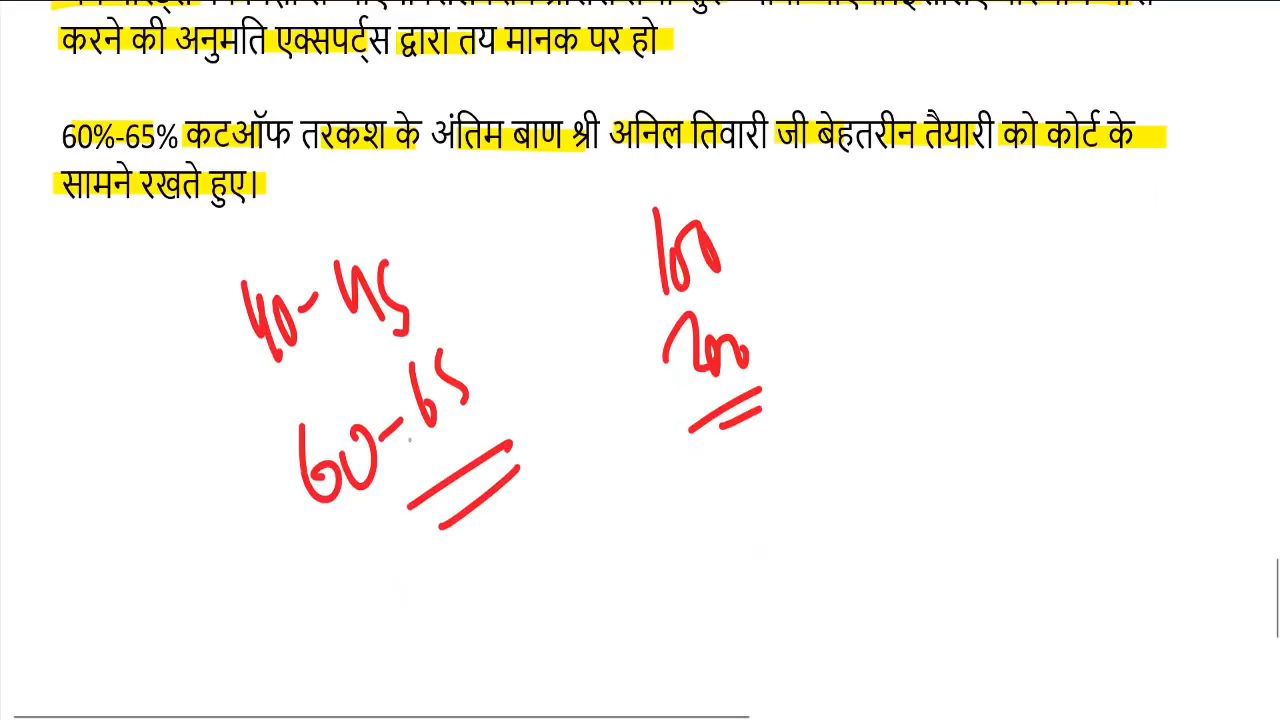 करने की अनुमति एक्सपर्ट्स द्वारा तय मानक पर हो
60%-65% कटऑफ तरकश के अंतिम बाण श्री अनिल तिवारी जी बेहतरीन तैयारी को कोर्ट के
सामने रखते हुए।
40-45
60-65
100
200